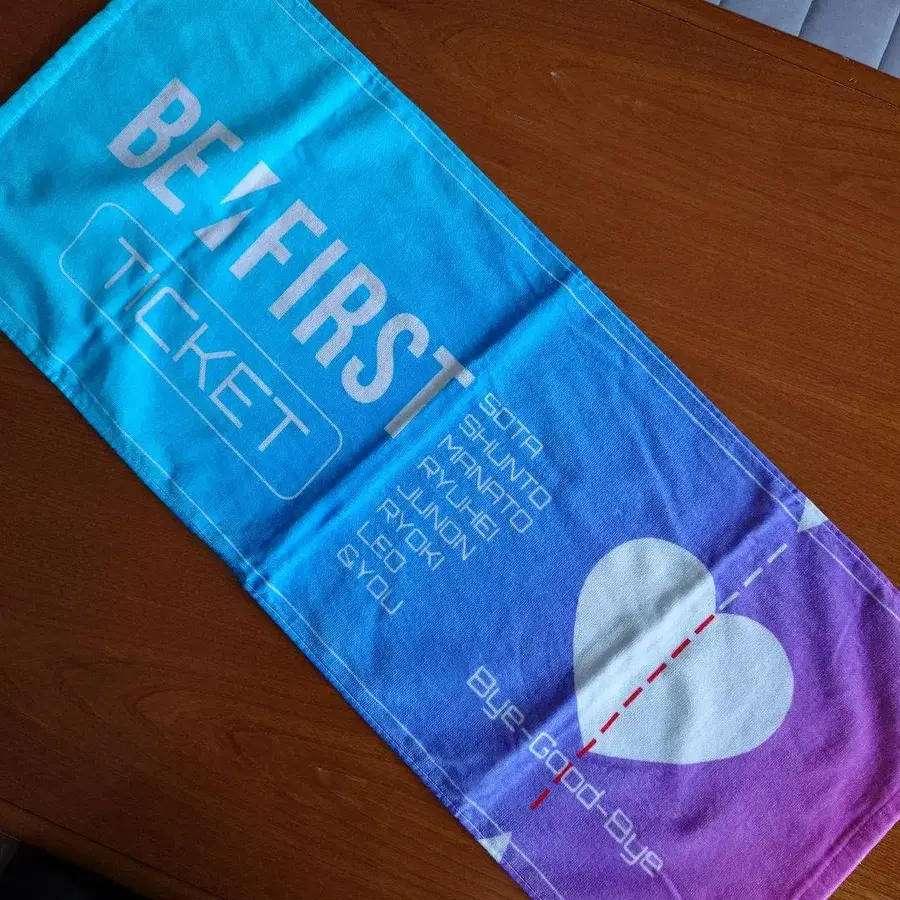 BE:FIRST
TICKET
SOTA
SHUNTO
MANATO
RYUHEI
JUNON
RYOKI
LEO
&YOU
Bye-Good-Bye